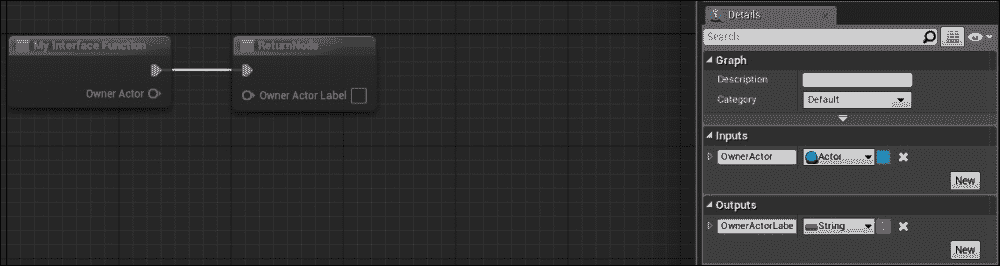 My Interface Function
ReturnNode
Owner Actor
Owner Actor Label
Details
Search
Graph
Description
Category Default
Inputs
OwnerActor Actor
New
Outputs
OwnerActorLabe String
New